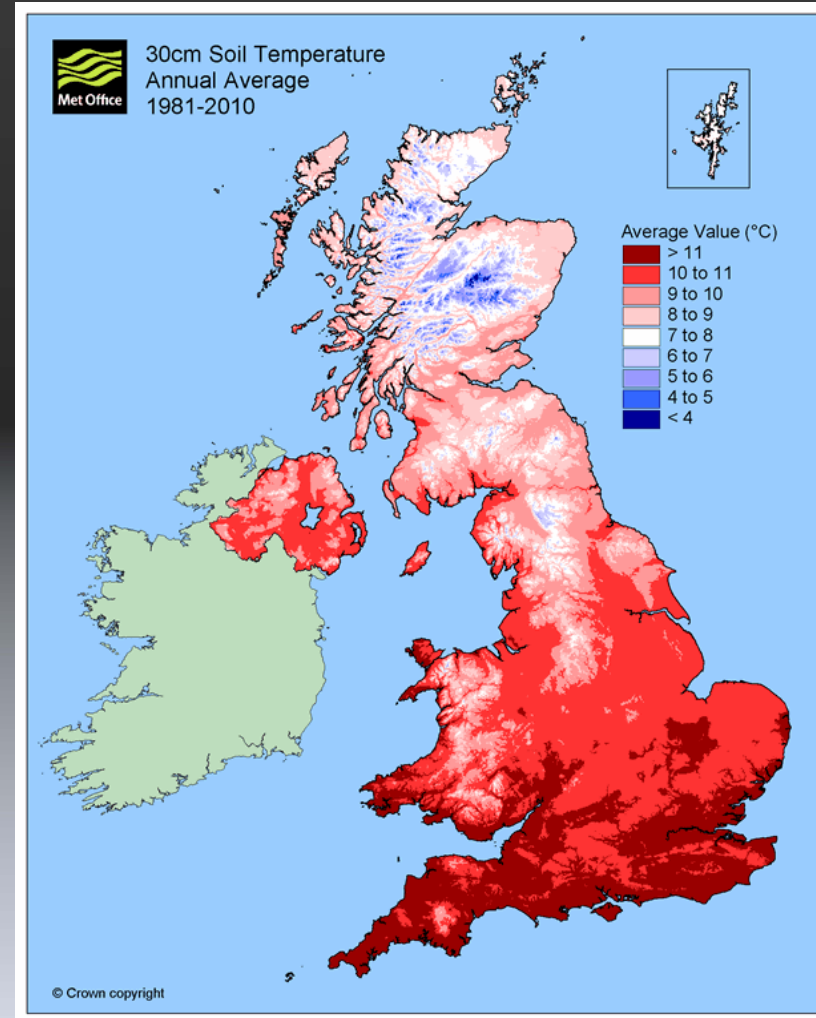 Met Office
30cm Soil Temperature
Annual Average
1981-2010
Average Value (°C)
> 11
10 to 11
9 to 10
8 to 9
7 to 8
6 to 7
5 to 6
4 to 5
< 4
© Crown copyright